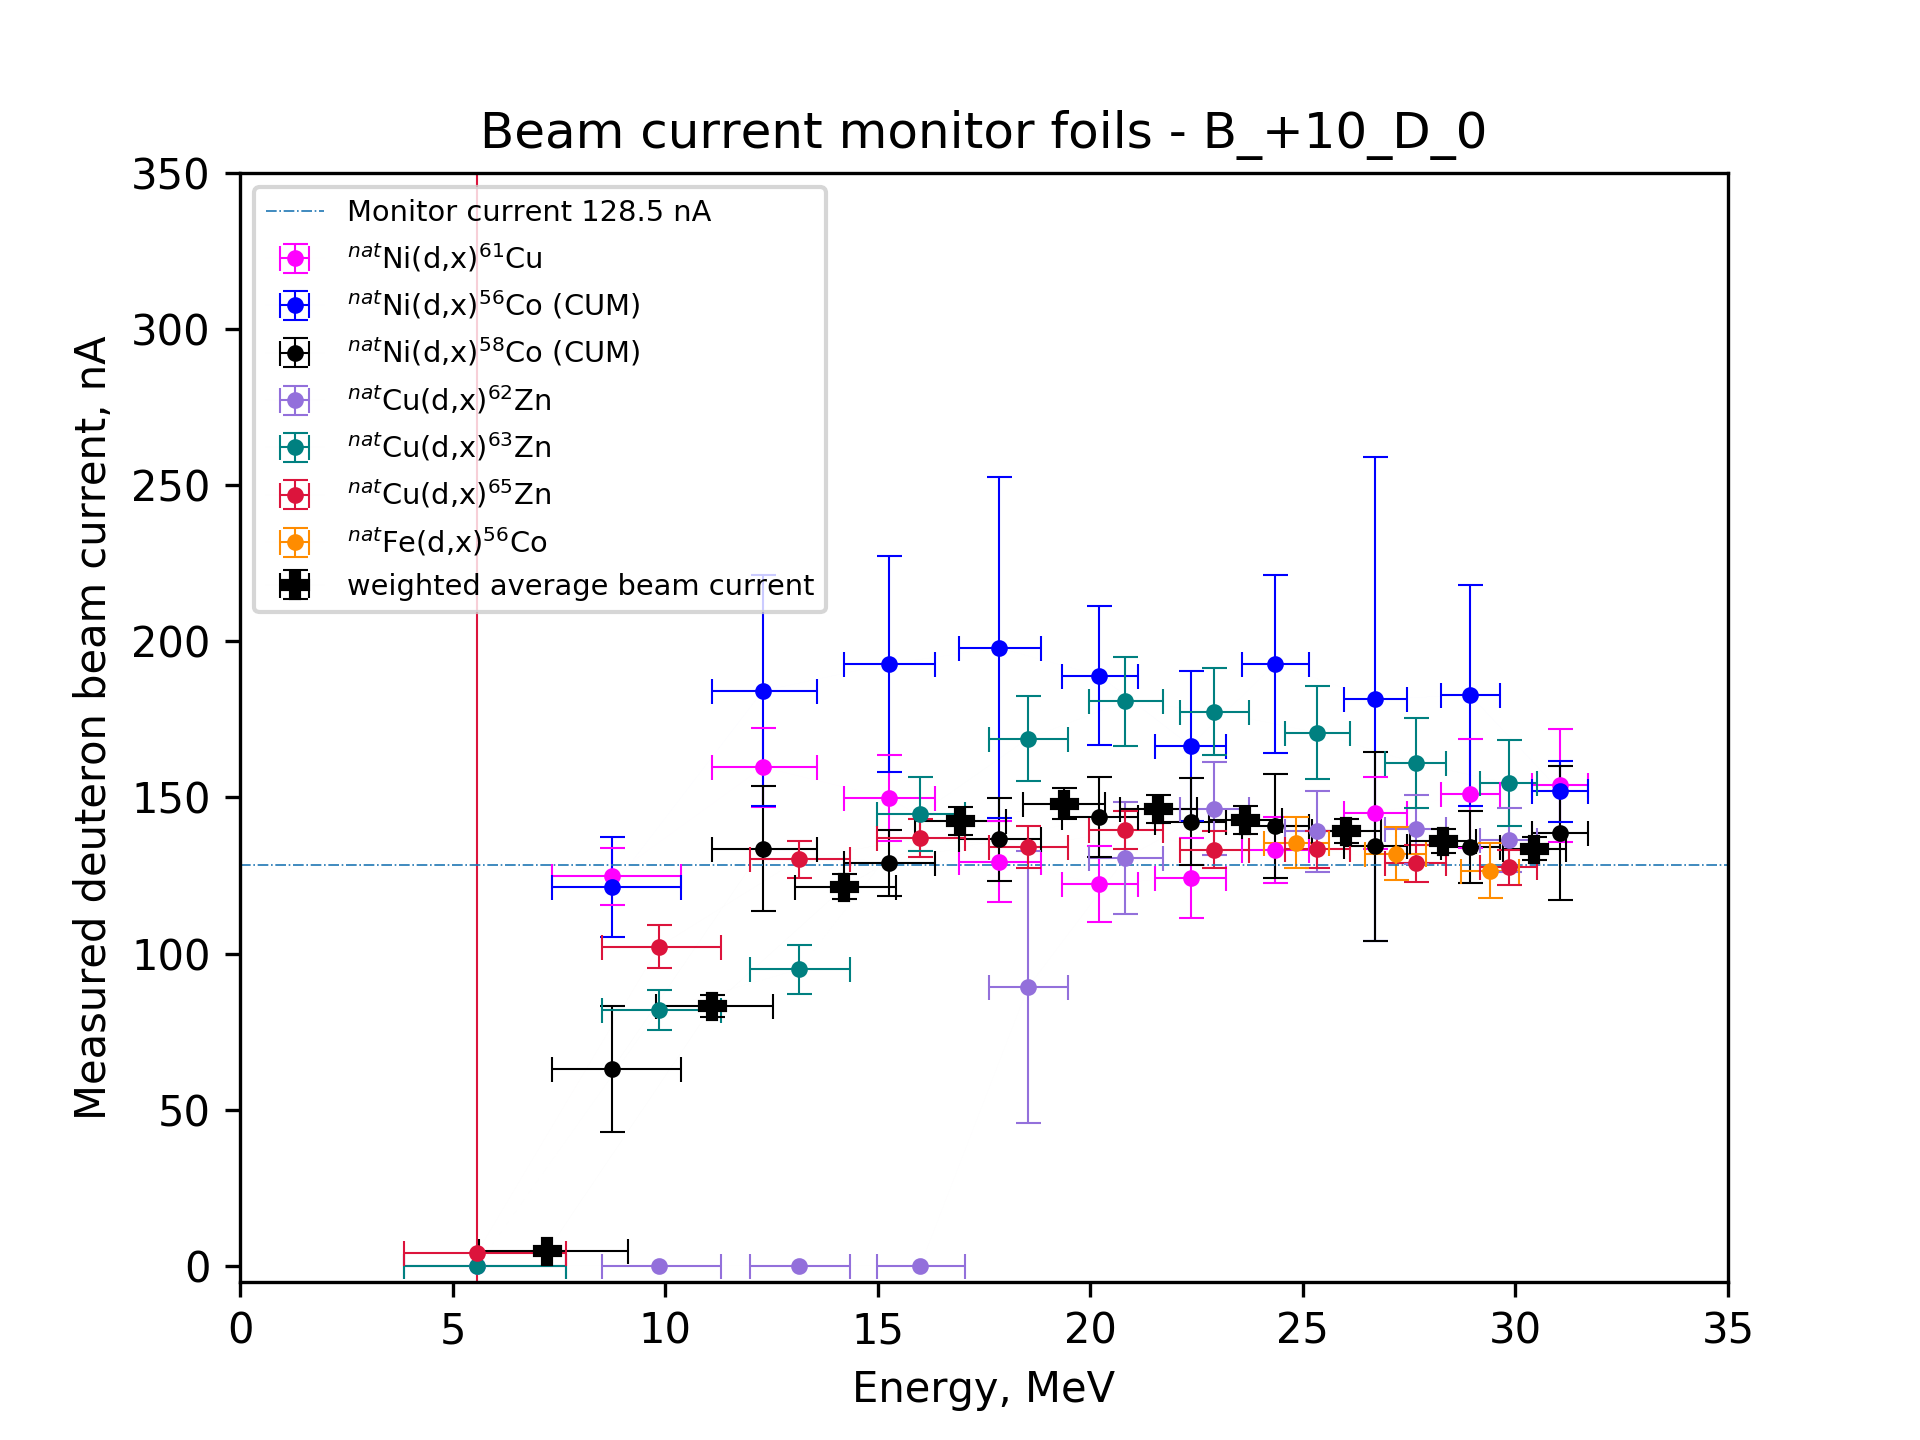 Beam current monitor foils - B_+10_D_0
350
300
250
200
150
100
50
0
Measured deuteron beam current, nA
Monitor current 128.5 nA
natNi(d,x)61Cu
natNi(d,x)56Co (CUM)
natNi(d,x)58Co (CUM)
natCu(d,x)62Zn
natCu(d,x)63Zn
natCu(d,x)65Zn
natFe(d,x)56Co
weighted average beam current
0 5 10 15 20 25 30 35
Energy, MeV